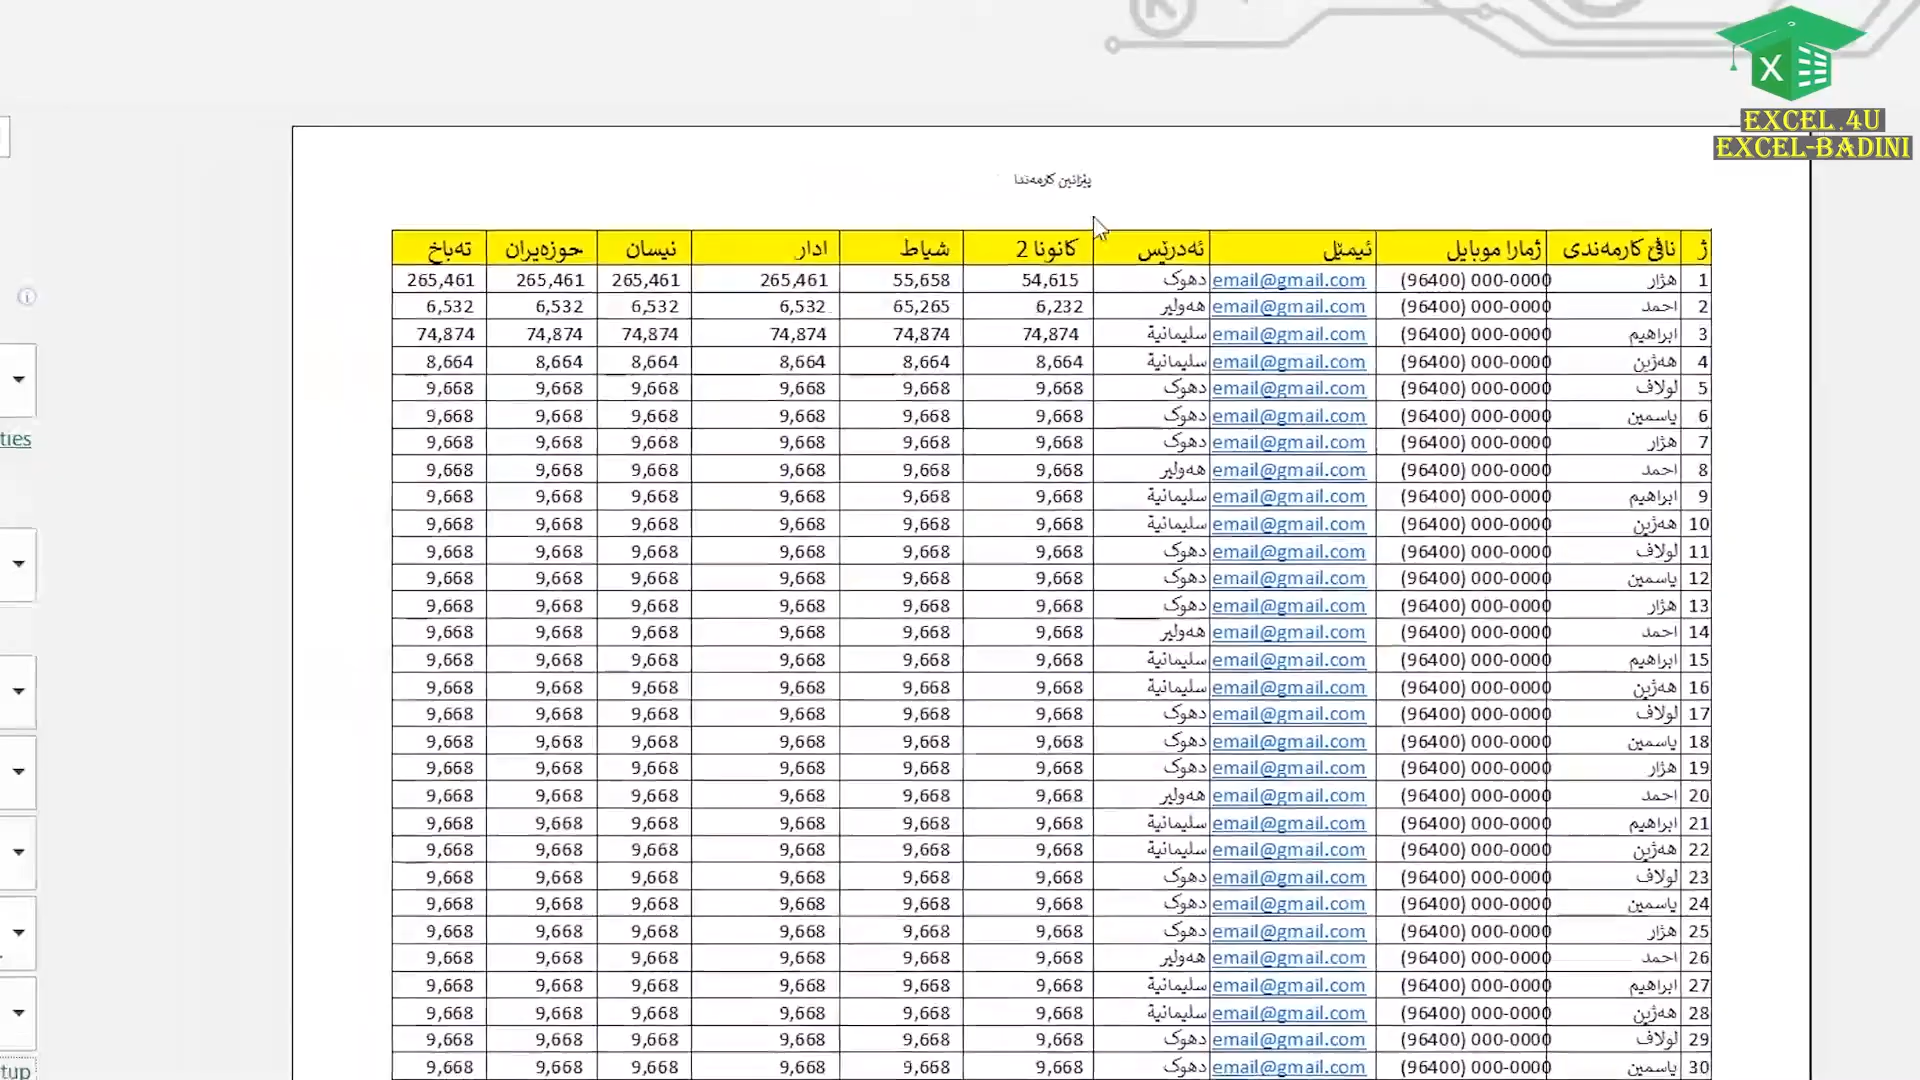 EXCEL.4U
EXCEL-BADINI
پێزانین کارمەندا
ژ ناڤێ کارمەندی ژمارا موبایل ئیمێل ئەدرێس کانونا 2 شباط ادار نیسان حوزەیران تەباخ
1 هژار (96400) 000-0000 email@gmail.com دهوک 54,615 55,658 265,461 265,461 265,461 265,461
2 احمد (96400) 000-0000 email@gmail.com هەولیر 6,232 65,265 6,532 6,532 6,532 6,532
3 ابراهیم (96400) 000-0000 email@gmail.com سلیمانیة 74,874 74,874 74,874 74,874 74,874 74,874
4 هەژین (96400) 000-0000 email@gmail.com سلیمانیة 8,664 8,664 8,664 8,664 8,664 8,664
5 لولاف (96400) 000-0000 email@gmail.com دهوک 9,668 9,668 9,668 9,668 9,668 9,668
6 یاسمین (96400) 000-0000 email@gmail.com دهوک 9,668 9,668 9,668 9,668 9,668 9,668
7 هژار (96400) 000-0000 email@gmail.com دهوک 9,668 9,668 9,668 9,668 9,668 9,668
8 احمد (96400) 000-0000 email@gmail.com هەولیر 9,668 9,668 9,668 9,668 9,668 9,668
9 ابراهیم (96400) 000-0000 email@gmail.com سلیمانیة 9,668 9,668 9,668 9,668 9,668 9,668
10 هەژین (96400) 000-0000 email@gmail.com سلیمانیة 9,668 9,668 9,668 9,668 9,668 9,668
11 لولاف (96400) 000-0000 email@gmail.com دهوک 9,668 9,668 9,668 9,668 9,668 9,668
12 یاسمین (96400) 000-0000 email@gmail.com دهوک 9,668 9,668 9,668 9,668 9,668 9,668
13 هژار (96400) 000-0000 email@gmail.com دهوک 9,668 9,668 9,668 9,668 9,668 9,668
14 احمد (96400) 000-0000 email@gmail.com هەولیر 9,668 9,668 9,668 9,668 9,668 9,668
15 ابراهیم (96400) 000-0000 email@gmail.com سلیمانیة 9,668 9,668 9,668 9,668 9,668 9,668
16 هەژین (96400) 000-0000 email@gmail.com سلیمانیة 9,668 9,668 9,668 9,668 9,668 9,668
17 لولاف (96400) 000-0000 email@gmail.com دهوک 9,668 9,668 9,668 9,668 9,668 9,668
18 یاسمین (96400) 000-0000 email@gmail.com دهوک 9,668 9,668 9,668 9,668 9,668 9,668
19 هژار (96400) 000-0000 email@gmail.com دهوک 9,668 9,668 9,668 9,668 9,668 9,668
20 احمد (96400) 000-0000 email@gmail.com هەولیر 9,668 9,668 9,668 9,668 9,668 9,668
21 ابراهیم (96400) 000-0000 email@gmail.com سلیمانیة 9,668 9,668 9,668 9,668 9,668 9,668
22 هەژین (96400) 000-0000 email@gmail.com سلیمانیة 9,668 9,668 9,668 9,668 9,668 9,668
23 لولاف (96400) 000-0000 email@gmail.com دهوک 9,668 9,668 9,668 9,668 9,668 9,668
24 یاسمین (96400) 000-0000 email@gmail.com دهوک 9,668 9,668 9,668 9,668 9,668 9,668
25 هژار (96400) 000-0000 email@gmail.com دهوک 9,668 9,668 9,668 9,668 9,668 9,668
26 احمد (96400) 000-0000 email@gmail.com هەولیر 9,668 9,668 9,668 9,668 9,668 9,668
27 ابراهیم (96400) 000-0000 email@gmail.com سلیمانیة 9,668 9,668 9,668 9,668 9,668 9,668
28 هەژین (96400) 000-0000 email@gmail.com سلیمانیة 9,668 9,668 9,668 9,668 9,668 9,668
29 لولاف (96400) 000-0000 email@gmail.com دهوک 9,668 9,668 9,668 9,668 9,668 9,668
30 یاسمین (96400) 000-0000 email@gmail.com دهوک 9,668 9,668 9,668 9,668 9,668 9,668
ties
tup